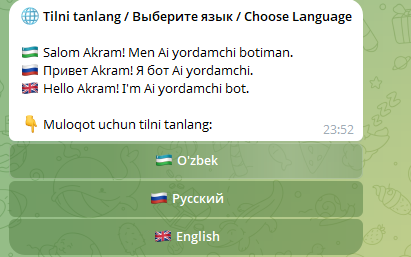 🌐 Tilni tanlang / Выберите язык / Choose Language
🇺🇿 Salom Akram! Men Ai yordamchi botiman.
🇷🇺 Привет Akram! Я бот Ai yordamchi.
🇬🇧 Hello Akram! I'm Ai yordamchi bot.
👇 Muloqot uchun tilni tanlang:
23:52
🇺🇿 O'zbek
🇷🇺 Русский
🇬🇧 English